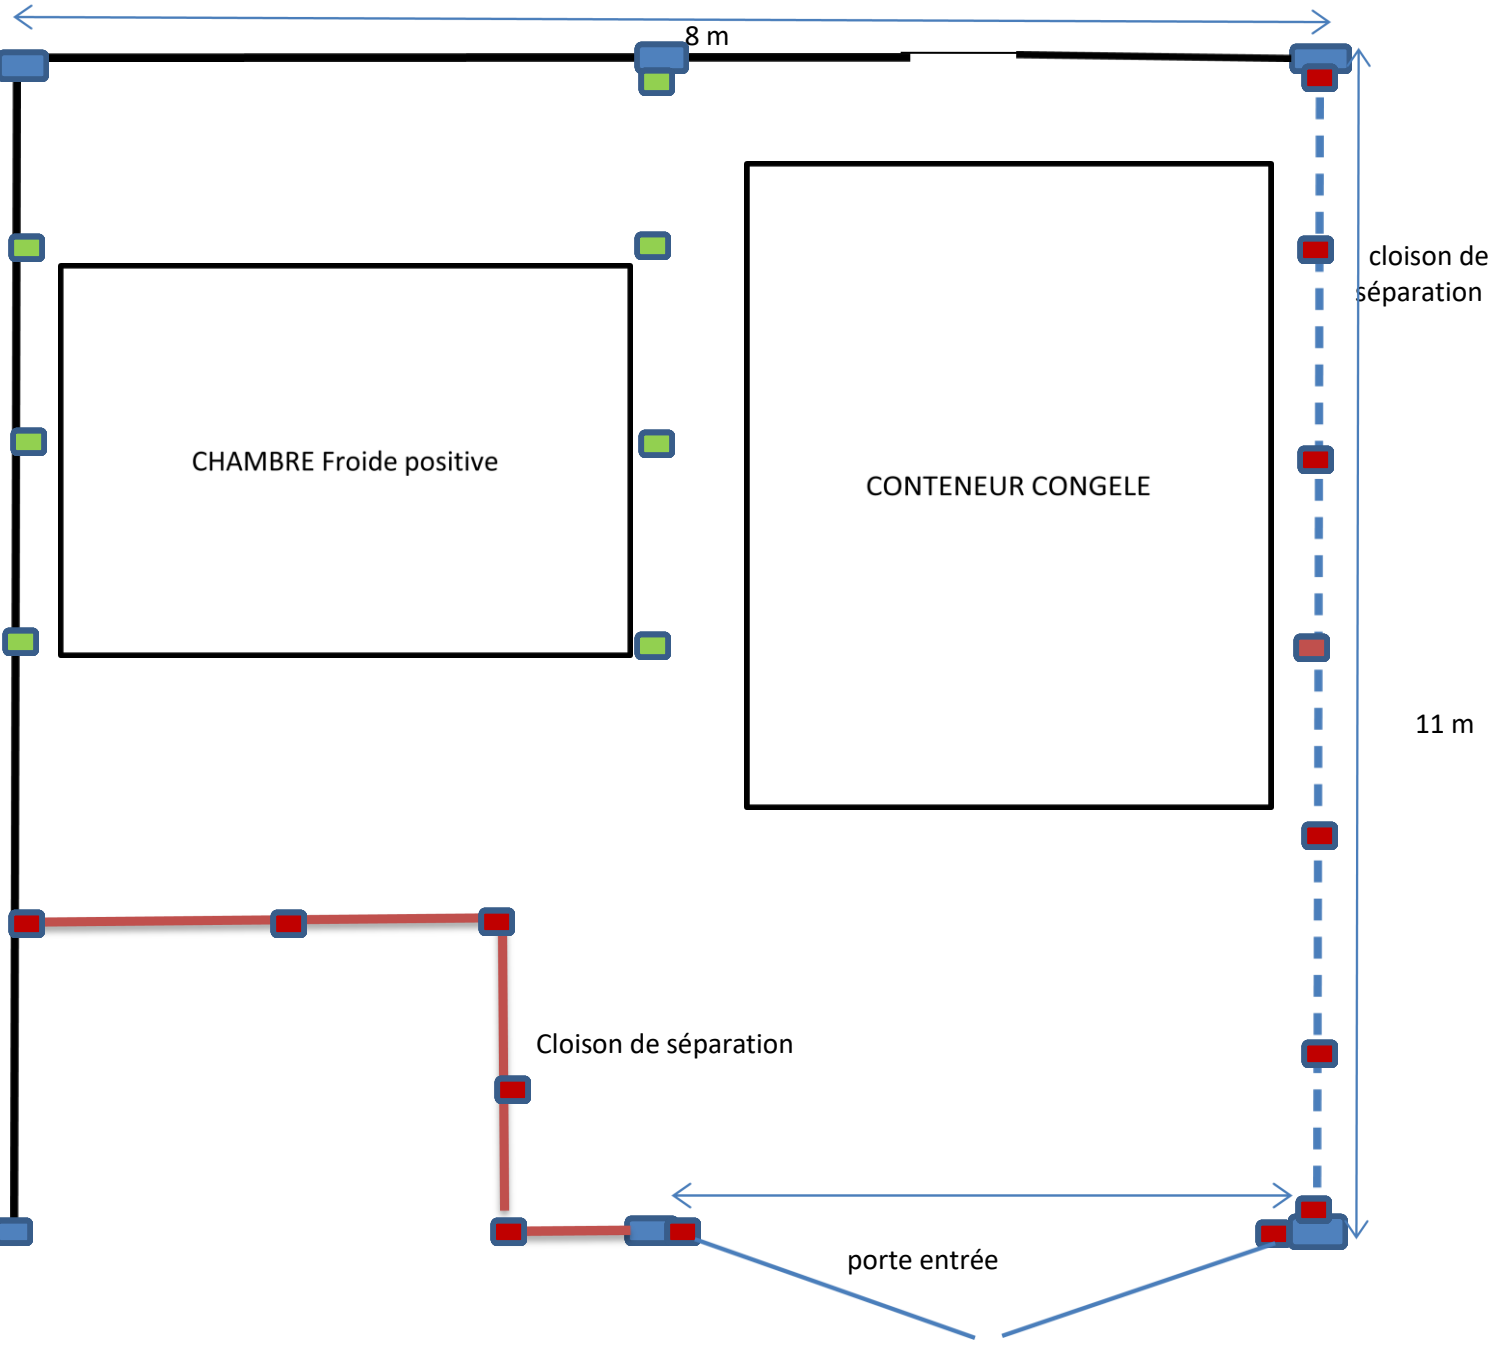 8 m
cloison de
séparation
CHAMBRE Froide positive
CONTENEUR CONGELE
11 m
Cloison de séparation
porte entrée